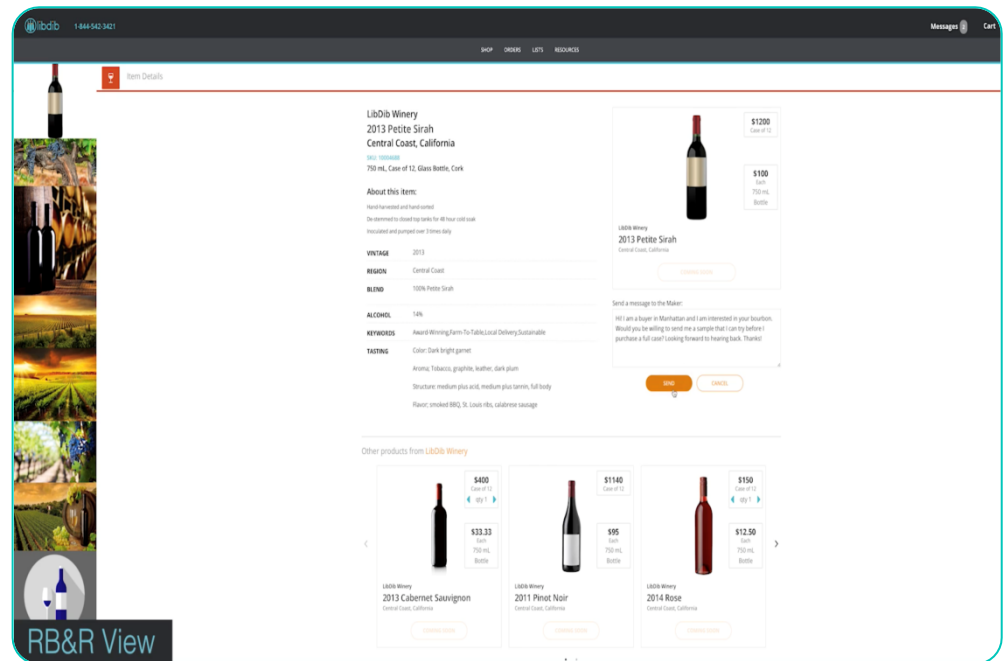 libdib
1-844-542-3421
Messages 2
Cart
SHOP ORDERS LISTS RESOURCES
Item Details
LibDib Winery
2013 Petite Sirah
Central Coast, California
750 mL, Case of 12, Glass Bottle, Cork
About this item:
Hand harvested and hand sorted
De-stemmed to closed top tanks for 48 hour cold soak
Inoculated and pumped over 3 times daily
VINTAGE 2013
REGION Central Coast
BLEND 100% Petite Sirah
ALCOHOL 14%
KEYWORDS Award-Winning,Farm-To-Table,Local Delivery,Sustainable
TASTING Color: Dark bright garnet
Aroma: Tobacco, graphite, leather, dark plum
Structure: medium plus acid, medium plus tannin, full body
Flavor: smoked BBQ, St. Louis ribs, calabrese sausage
$1200
Case of 12
$100
Each
750 mL
Bottle
LibDib Winery
2013 Petite Sirah
Central Coast, California
COMING SOON
Send a message to the Maker:
Hi! I am a buyer in Manhattan and I am interested in your bourbon.
Would you be willing to send me a sample that I can try before I
purchase a full case? Looking forward to hearing back. Thanks!
SEND CANCEL
Other products from LibDib Winery
$400
Case of 12
qty 1
$33.33
Each
750 mL
Bottle
LibDib Winery
2013 Cabernet Sauvignon
Central Coast, California
COMING SOON
$1140
Case of 12
$95
Each
750 mL
Bottle
LibDib Winery
2011 Pinot Noir
Central Coast, California
COMING SOON
$150
Case of 12
qty 1
$12.50
Each
750 mL
Bottle
LibDib Winery
2014 Rose
Central Coast, California
COMING SOON
RB&R View